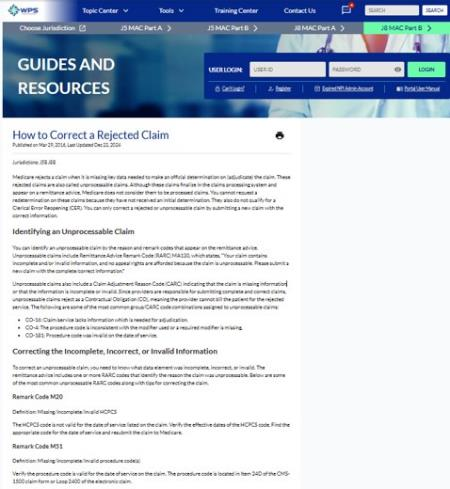 WPS
Topic Center
Tools
Training Center
Contact Us
SEARCH
SEARCH
Choose Jurisdiction
J5 MAC Part A
J5 MAC Part B
J8 MAC Part A
J8 MAC Part B
GUIDES AND
RESOURCES
USER LOGIN:
USER ID
PASSWORD
LOGIN
Can't Login?
Register
Expired NPI Admin Account
Portal User Manual
How to Correct a Rejected Claim
Published on Mar 29, 2016, Last Updated Dec 23, 2024
Jurisdiction: J5B, J8B
Medicare rejects a claim when it is missing key data needed to make an official determination on (adjudicate) the claim. These
rejected claims are also called unprocessable claims. Although these claims finalize in the claims processing system and
appear on a remittance advice, Medicare does not consider them to be processed claims. You cannot request a
redetermination on these claims because they have not received an initial determination. They also do not qualify for a
Clerical Error Reopening (CER). You can only correct a rejected or unprocessable claim by submitting a new claim with the
correct information.
Identifying an Unprocessable Claim
You can identify an unprocessable claim by the reason and remark codes that appear on the remittance advice.
Unprocessable claims include Remittance Advice Remark Code (RARC) MA130, which states, "Your claim contains
incomplete and/or invalid information, and no appeal rights are afforded because the claim is unprocessable. Please submit a
new claim with the complete/correct information."
Unprocessable claims also include a Claim Adjustment Reason Code (CARC) indicating that the claim is missing information
or that the information is incomplete or invalid. Since providers are responsible for submitting complete and correct claims,
unprocessable claims reject as a Contractual Obligation (CO), meaning the provider cannot bill the patient for the rejected
service. The following are some of the most common group/CARC code combinations assigned to unprocessable claims:
• CO-16: Claim/service lacks information which is needed for adjudication.
• CO-4: The procedure code is inconsistent with the modifier used or a required modifier is missing.
• CO-181: Procedure code was invalid on the date of service.
Correcting the Incomplete, Incorrect, or Invalid Information
To correct an unprocessable claim, you need to know what data element was incomplete, incorrect, or invalid. The
remittance advice includes one or more RARC codes that identify the reason the claim was unprocessable. Below are some
of the most common unprocessable RARC codes along with tips for correcting the claim.
Remark Code M20
Definition: Missing/incomplete/invalid HCPCS
The HCPCS code is not valid for the date of service listed on the claim. Verify the effective dates of the HCPCS code. Find the
appropriate code for the date of service and resubmit the claim to Medicare.
Remark Code M51
Definition: Missing/incomplete/invalid procedure code(s)
Verify the procedure code is valid for the date of service on the claim. The procedure code is located in Item 24D of the CMS-
1500 claim form or Loop 2400 of the electronic claim.